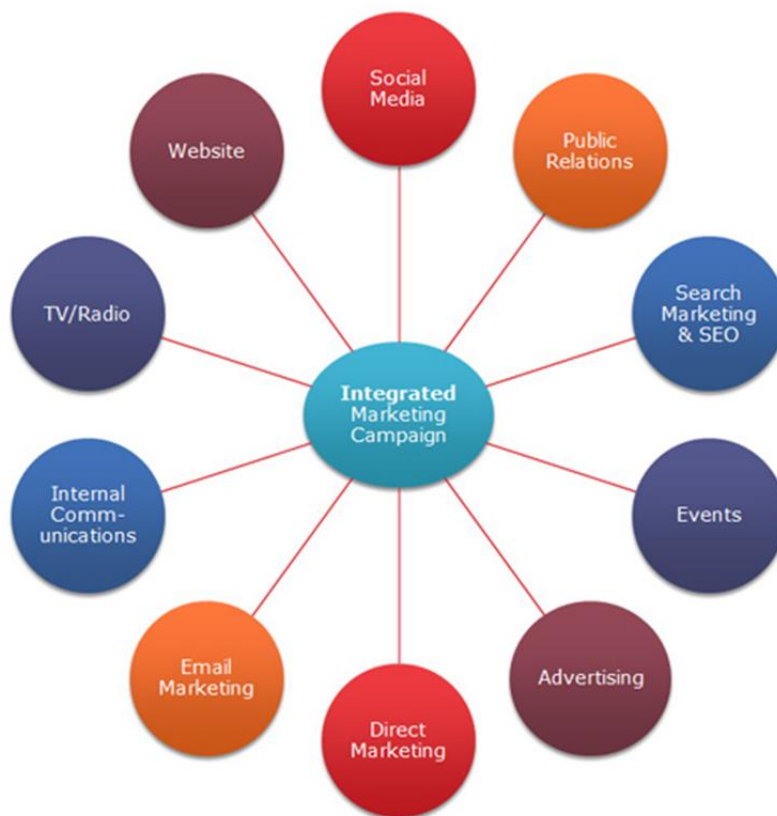 Social
Media
Public
Relations
Search
Marketing
& SEO
Events
Advertising
Direct
Marketing
Email
Marketing
Internal
Comm-
unications
TV/Radio
Website
Integrated
Marketing
Campaign